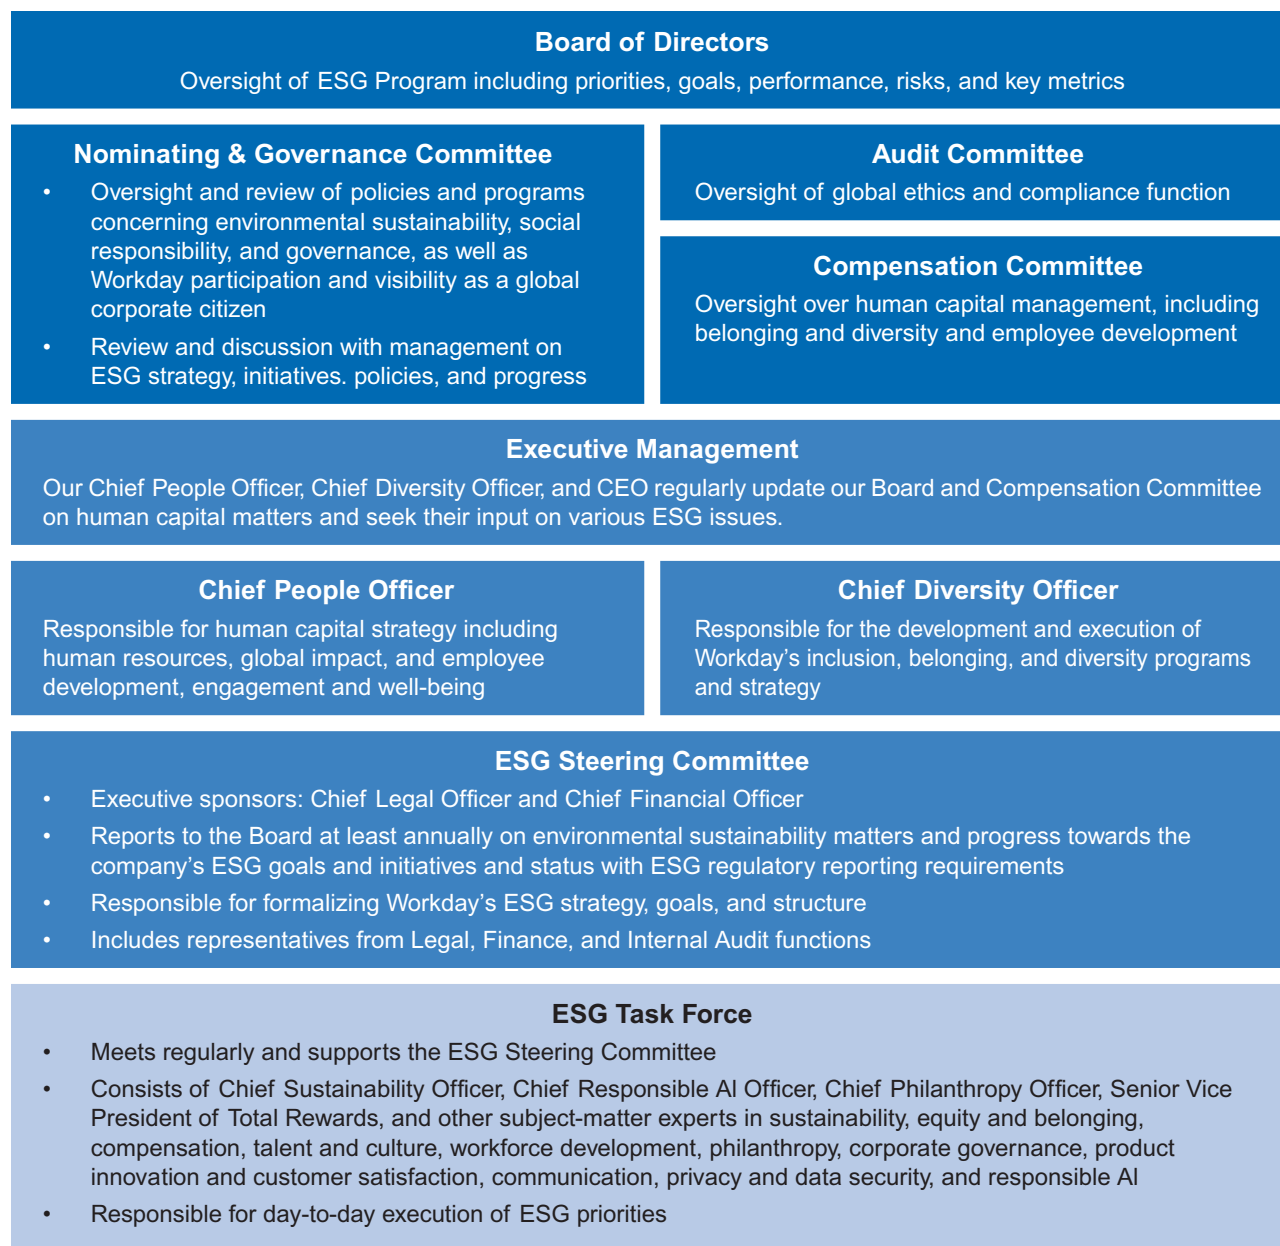 Board of Directors
Oversight of ESG Program including priorities, goals, performance, risks, and key metrics
Nominating & Governance Committee
• Oversight and review of policies and programs
concerning environmental sustainability, social
responsibility, and governance, as well as
Workday participation and visibility as a global
corporate citizen
• Review and discussion with management on
ESG strategy, initiatives. policies, and progress
Audit Committee
Oversight of global ethics and compliance function
Compensation Committee
Oversight over human capital management, including
belonging and diversity and employee development
Executive Management
Our Chief People Officer, Chief Diversity Officer, and CEO regularly update our Board and Compensation Committee
on human capital matters and seek their input on various ESG issues.
Chief People Officer
Responsible for human capital strategy including
human resources, global impact, and employee
development, engagement and well-being
Chief Diversity Officer
Responsible for the development and execution of
Workday’s inclusion, belonging, and diversity programs
and strategy
ESG Steering Committee
• Executive sponsors: Chief Legal Officer and Chief Financial Officer
• Reports to the Board at least annually on environmental sustainability matters and progress towards the
company’s ESG goals and initiatives and status with ESG regulatory reporting requirements
• Responsible for formalizing Workday’s ESG strategy, goals, and structure
• Includes representatives from Legal, Finance, and Internal Audit functions
ESG Task Force
• Meets regularly and supports the ESG Steering Committee
• Consists of Chief Sustainability Officer, Chief Responsible AI Officer, Chief Philanthropy Officer, Senior Vice
President of Total Rewards, and other subject-matter experts in sustainability, equity and belonging,
compensation, talent and culture, workforce development, philanthropy, corporate governance, product
innovation and customer satisfaction, communication, privacy and data security, and responsible AI
• Responsible for day-to-day execution of ESG priorities